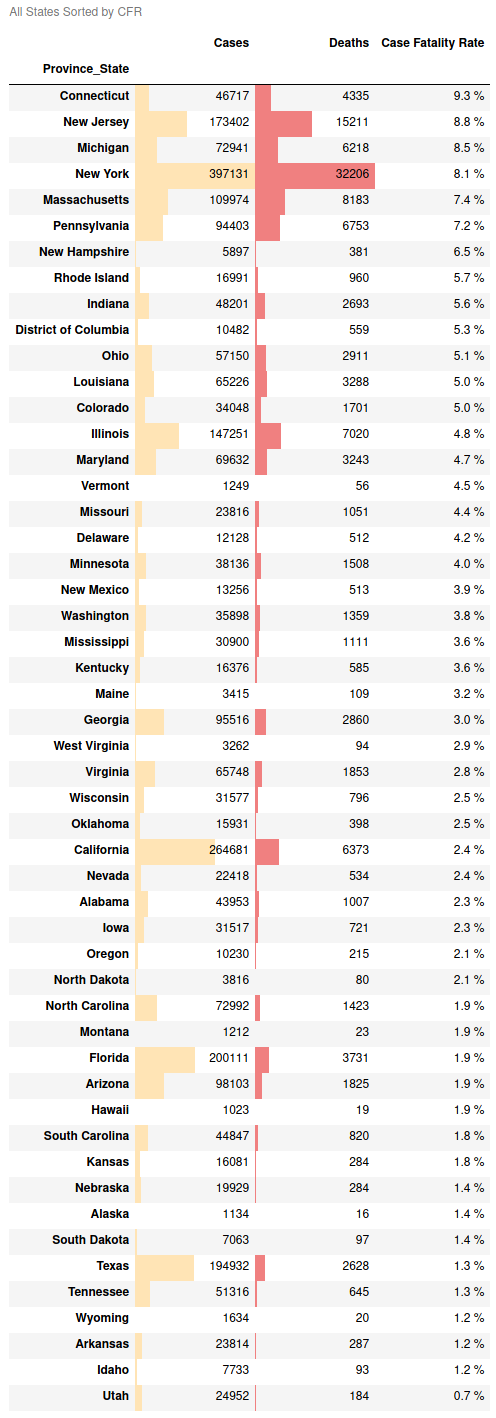 All States Sorted by CFR
Cases Deaths Case Fatality Rate
Province_State
Connecticut 46717 4335 9.3 %
New Jersey 173402 15211 8.8 %
Michigan 72941 6218 8.5 %
New York 397131 32206 8.1 %
Massachusetts 109974 8183 7.4 %
Pennsylvania 94403 6753 7.2 %
New Hampshire 5897 381 6.5 %
Rhode Island 16991 960 5.7 %
Indiana 48201 2693 5.6 %
District of Columbia 10482 559 5.3 %
Ohio 57150 2911 5.1 %
Louisiana 65226 3288 5.0 %
Colorado 34048 1701 5.0 %
Illinois 147251 7020 4.8 %
Maryland 69632 3243 4.7 %
Vermont 1249 56 4.5 %
Missouri 23816 1051 4.4 %
Delaware 12128 512 4.2 %
Minnesota 38136 1508 4.0 %
New Mexico 13256 513 3.9 %
Washington 35898 1359 3.8 %
Mississippi 30900 1111 3.6 %
Kentucky 16376 585 3.6 %
Maine 3415 109 3.2 %
Georgia 95516 2860 3.0 %
West Virginia 3262 94 2.9 %
Virginia 65748 1853 2.8 %
Wisconsin 31577 796 2.5 %
Oklahoma 15931 398 2.5 %
California 264681 6373 2.4 %
Nevada 22418 534 2.4 %
Alabama 43953 1007 2.3 %
Iowa 31517 721 2.3 %
Oregon 10230 215 2.1 %
North Dakota 3816 80 2.1 %
North Carolina 72992 1423 1.9 %
Montana 1212 23 1.9 %
Florida 200111 3731 1.9 %
Arizona 98103 1825 1.9 %
Hawaii 1023 19 1.9 %
South Carolina 44847 820 1.8 %
Kansas 16081 284 1.8 %
Nebraska 19929 284 1.4 %
Alaska 1134 16 1.4 %
South Dakota 7063 97 1.4 %
Texas 194932 2628 1.3 %
Tennessee 51316 645 1.3 %
Wyoming 1634 20 1.2 %
Arkansas 23814 287 1.2 %
Idaho 7733 93 1.2 %
Utah 24952 184 0.7 %